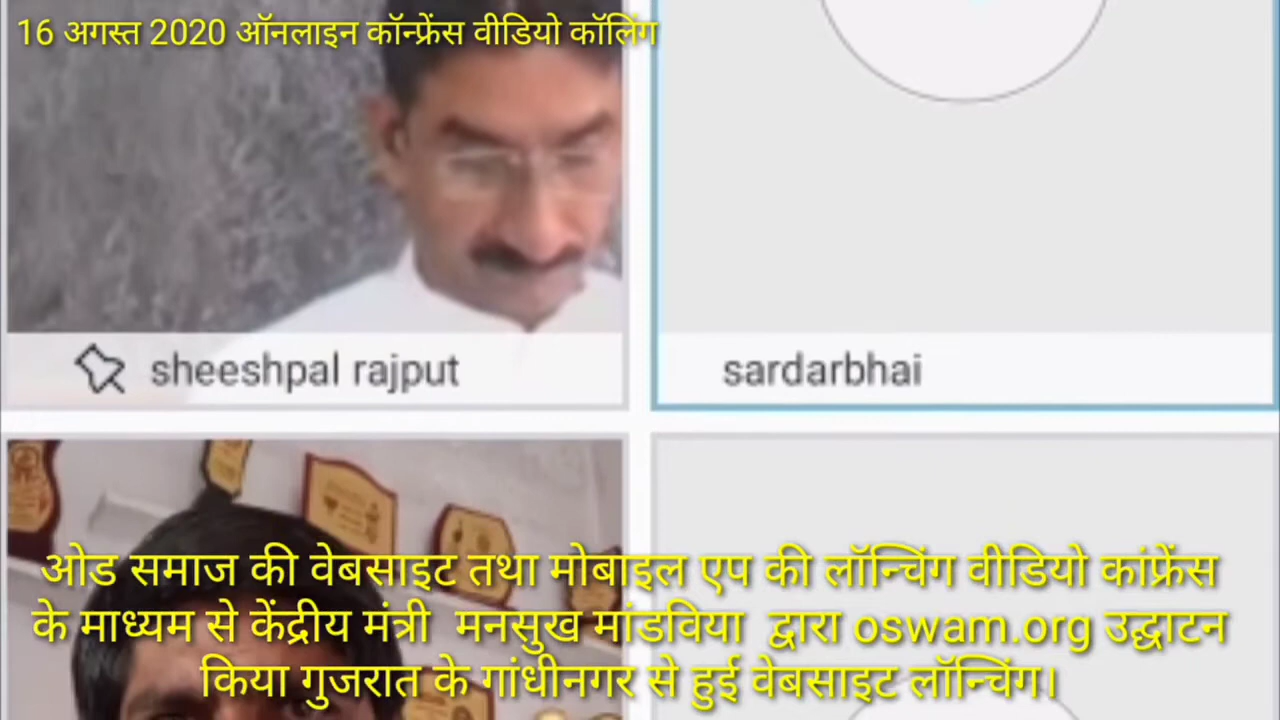 16 अगस्त 2020 ऑनलाइन कॉन्फ्रेंस वीडियो कॉलिंग
sheeshpal rajput
sardarbhai
ओड समाज की वेबसाइट तथा मोबाइल एप की लॉन्चिंग वीडियो कांफ्रेंस
के माध्यम से केंद्रीय मंत्री मनसुख मांडविया द्वारा oswam.org उद्घाटन
किया गुजरात के गांधीनगर से हुई वेबसाइट लॉन्चिंग।